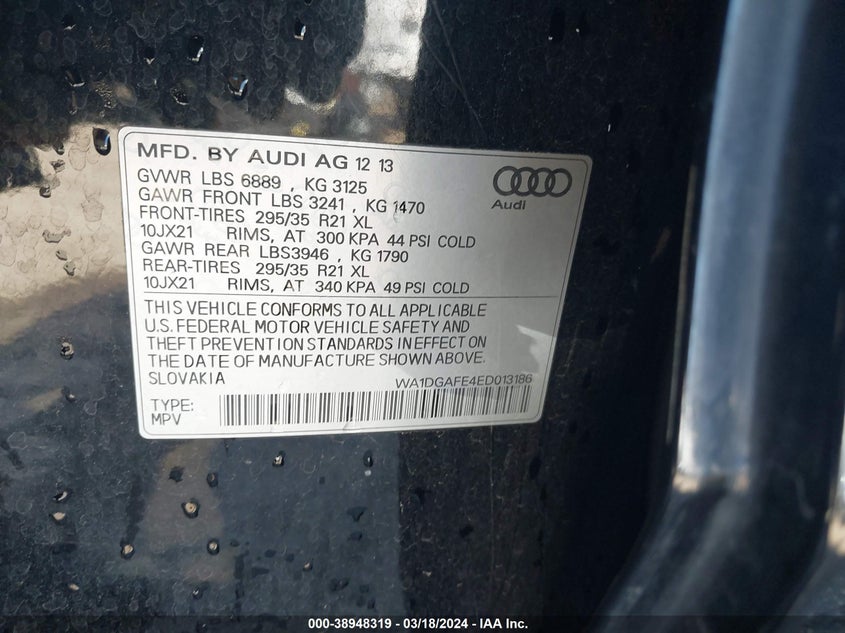 MFD. BY AUDI AG 12 13
GVWR LBS 6889 , KG 3125
GAWR FRONT LBS 3241 , KG 1470
FRONT-TIRES 295/35 R21 XL
10JX21 RIMS, AT 300 KPA 44 PSI COLD
GAWR REAR LBS3946 , KG 1790
REAR-TIRES 295/35 R21 XL
10JX21 RIMS, AT 340 KPA 49 PSI COLD
Audi
THIS VEHICLE CONFORMS TO ALL APPLICABLE
U.S. FEDERAL MOTOR VEHICLE SAFETY AND
THEFT PREVENTION STANDARDS IN EFFECT ON
THE DATE OF MANUFACTURE SHOWN ABOVE.
SLOVAKIA WA1DGAFE4ED013186
TYPE:
MPV
000-38948319 / 03/18/2024 - IAA Inc.